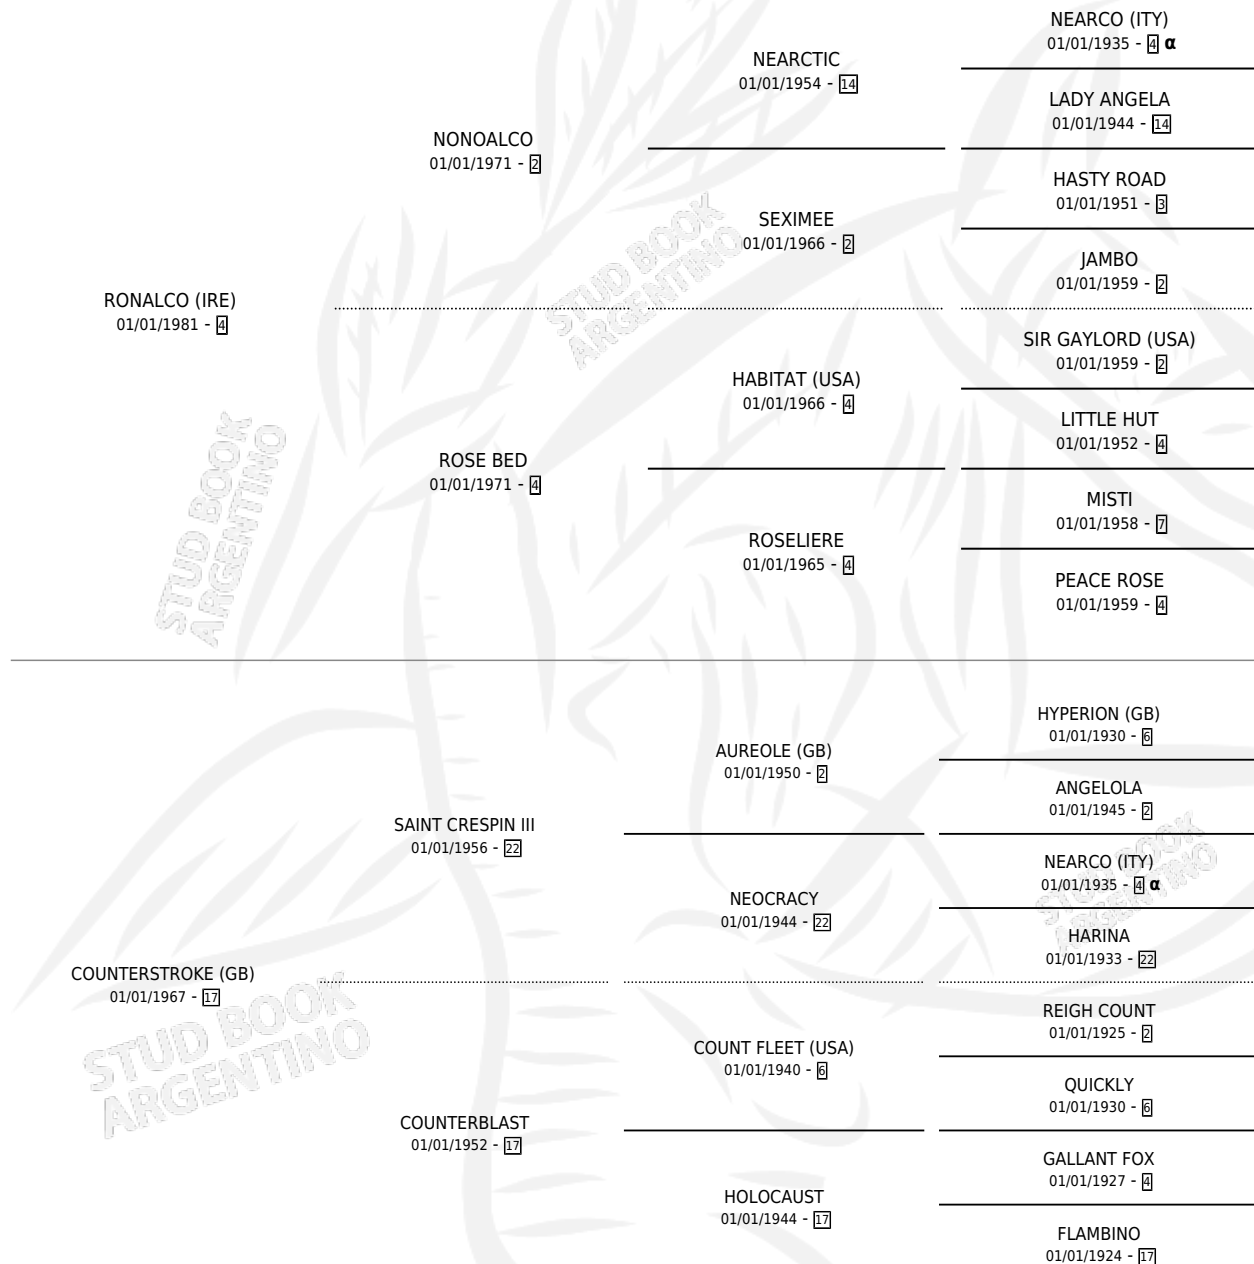 NEARCO (ITY)
01/01/1935 - 4 α
NEARCTIC
01/01/1954 - 14
LADY ANGELA
01/01/1944 - 14
NONOALCO
01/01/1971 - 2
HASTY ROAD
01/01/1951 - 3
SEXIMEE
01/01/1966 - 2
JAMBO
01/01/1959 - 2
RONALCO (IRE)
01/01/1981 - 4
SIR GAYLORD (USA)
01/01/1959 - 2
HABITAT (USA)
01/01/1966 - 4
LITTLE HUT
01/01/1952 - 4
ROSE BED
01/01/1971 - 4
MISTI
01/01/1958 - 7
ROSELIERE
01/01/1965 - 4
PEACE ROSE
01/01/1959 - 4
STUD BOOK
ARGENTINO
STUD BOOK
ARGENTINO
HYPERION (GB)
01/01/1930 - 6
AUREOLE (GB)
01/01/1950 - 2
ANGELOLA
01/01/1945 - 2
SAINT CRESPIN III
01/01/1956 - 22
NEARCO (ITY)
01/01/1935 - 4 α
NEOCRACY
01/01/1944 - 22
HARINA
01/01/1933 - 22
COUNTERSTROKE (GB)
01/01/1967 - 17
REIGH COUNT
01/01/1925 - 2
COUNT FLEET (USA)
01/01/1940 - 6
QUICKLY
01/01/1930 - 6
COUNTERBLAST
01/01/1952 - 17
GALLANT FOX
01/01/1927 - 4
HOLOCAUST
01/01/1944 - 17
FLAMBINO
01/01/1924 - 17
STUD BOOK
ARGENTINO
STUD BOOK
ARGENTINO